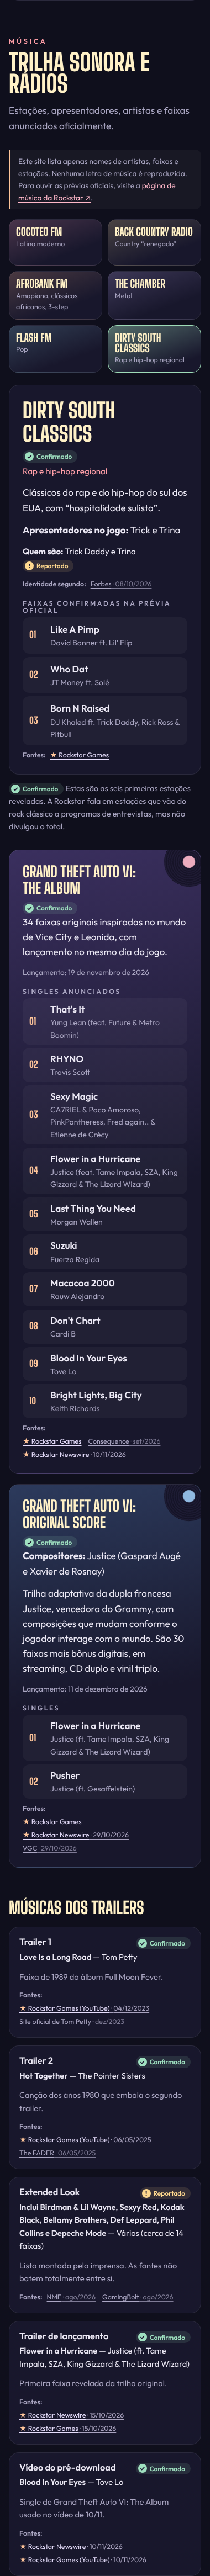 MÚSICA
TRILHA SONORA E
RÁDIOS
Estações, apresentadores, artistas e faixas
anunciados oficialmente.
Este site lista apenas nomes de artistas, faixas e
estações. Nenhuma letra de música é reproduzida.
Para ouvir as prévias oficiais, visite a página de
música da Rockstar ↗.
COCOTEO FM
Latino moderno
BACK COUNTRY RADIO
Country “renegado”
AFROBANK FM
Amapiano, clássicos
africanos, 3-step
THE CHAMBER
Metal
FLASH FM
Pop
DIRTY SOUTH
CLASSICS
Rap e hip-hop regional
DIRTY SOUTH
CLASSICS
Confirmado
Rap e hip-hop regional
Clássicos do rap e do hip-hop do sul dos
EUA, com “hospitalidade sulista”.
Apresentadores no jogo: Trick e Trina
Quem são: Trick Daddy e Trina
Reportado
Identidade segundo: Forbes · 08/10/2026
FAIXAS CONFIRMADAS NA PRÉVIA
OFICIAL
01 Like A Pimp
David Banner ft. Lil' Flip
02 Who Dat
JT Money ft. Solé
03 Born N Raised
DJ Khaled ft. Trick Daddy, Rick Ross &
Pitbull
Fontes: ★ Rockstar Games
Confirmado Estas são as seis primeiras estações
reveladas. A Rockstar fala em estações que vão do
rock clássico a programas de entrevistas, mas não
divulgou o total.
GRAND THEFT AUTO VI:
THE ALBUM
Confirmado
34 faixas originais inspiradas no mundo
de Vice City e Leonida, com
lançamento no mesmo dia do jogo.
Lançamento: 19 de novembro de 2026
SINGLES ANUNCIADOS
01 That's It
Yung Lean (feat. Future & Metro
Boomin)
02 RHYNO
Travis Scott
03 Sexy Magic
CA7RIEL & Paco Amoroso,
PinkPantheress, Fred again.. &
Etienne de Crécy
04 Flower in a Hurricane
Justice (feat. Tame Impala, SZA, King
Gizzard & The Lizard Wizard)
05 Last Thing You Need
Morgan Wallen
06 Suzuki
Fuerza Regida
07 Macacoa 2000
Rauw Alejandro
08 Don't Chart
Cardi B
09 Blood In Your Eyes
Tove Lo
10 Bright Lights, Big City
Keith Richards
Fontes:
★ Rockstar Games Consequence · set/2026
★ Rockstar Newswire · 10/11/2026
GRAND THEFT AUTO VI:
ORIGINAL SCORE
Confirmado
Compositores: Justice (Gaspard Augé
e Xavier de Rosnay)
Trilha adaptativa da dupla francesa
Justice, vencedora do Grammy, com
composições que mudam conforme o
jogador interage com o mundo. São 30
faixas mais bônus digitais, em
streaming, CD duplo e vinil triplo.
Lançamento: 11 de dezembro de 2026
SINGLES
01 Flower in a Hurricane
Justice (ft. Tame Impala, SZA, King
Gizzard & The Lizard Wizard)
02 Pusher
Justice (ft. Gesaffelstein)
Fontes:
★ Rockstar Games
★ Rockstar Newswire · 29/10/2026
VGC · 29/10/2026
MÚSICAS DOS TRAILERS
Trailer 1
Confirmado
Love Is a Long Road — Tom Petty
Faixa de 1989 do álbum Full Moon Fever.
Fontes:
★ Rockstar Games (YouTube) · 04/12/2023
Site oficial de Tom Petty · dez/2023
Trailer 2
Confirmado
Hot Together — The Pointer Sisters
Canção dos anos 1980 que embala o segundo
trailer.
Fontes:
★ Rockstar Games (YouTube) · 06/05/2025
The FADER · 06/05/2025
Extended Look
Reportado
Inclui Birdman & Lil Wayne, Sexyy Red, Kodak
Black, Bellamy Brothers, Def Leppard, Phil
Collins e Depeche Mode — Vários (cerca de 14
faixas)
Lista montada pela imprensa. As fontes não
batem totalmente entre si.
Fontes: NME · ago/2026 GamingBolt · ago/2026
Trailer de lançamento
Confirmado
Flower in a Hurricane — Justice (ft. Tame
Impala, SZA, King Gizzard & The Lizard Wizard)
Primeira faixa revelada da trilha original.
Fontes:
★ Rockstar Newswire · 15/10/2026
★ Rockstar Games · 15/10/2026
Vídeo do pré-download
Confirmado
Blood In Your Eyes — Tove Lo
Single de Grand Theft Auto VI: The Album
usado no vídeo de 10/11.
Fontes:
★ Rockstar Newswire · 10/11/2026
★ Rockstar Games (YouTube) · 10/11/2026